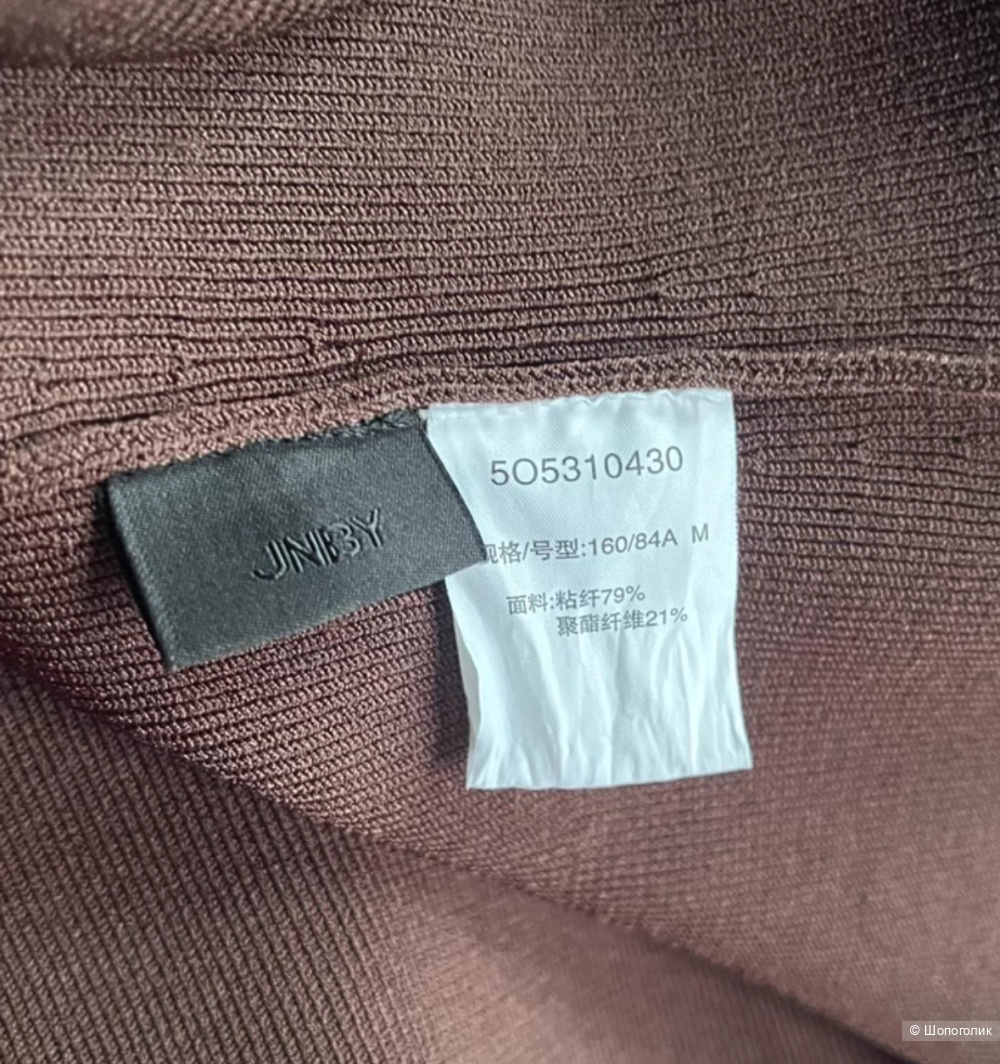 JNBY
5O5310430
规格/号型:160/84A M
面料:粘纤79%
聚酯纤维21%
© Шопоголик